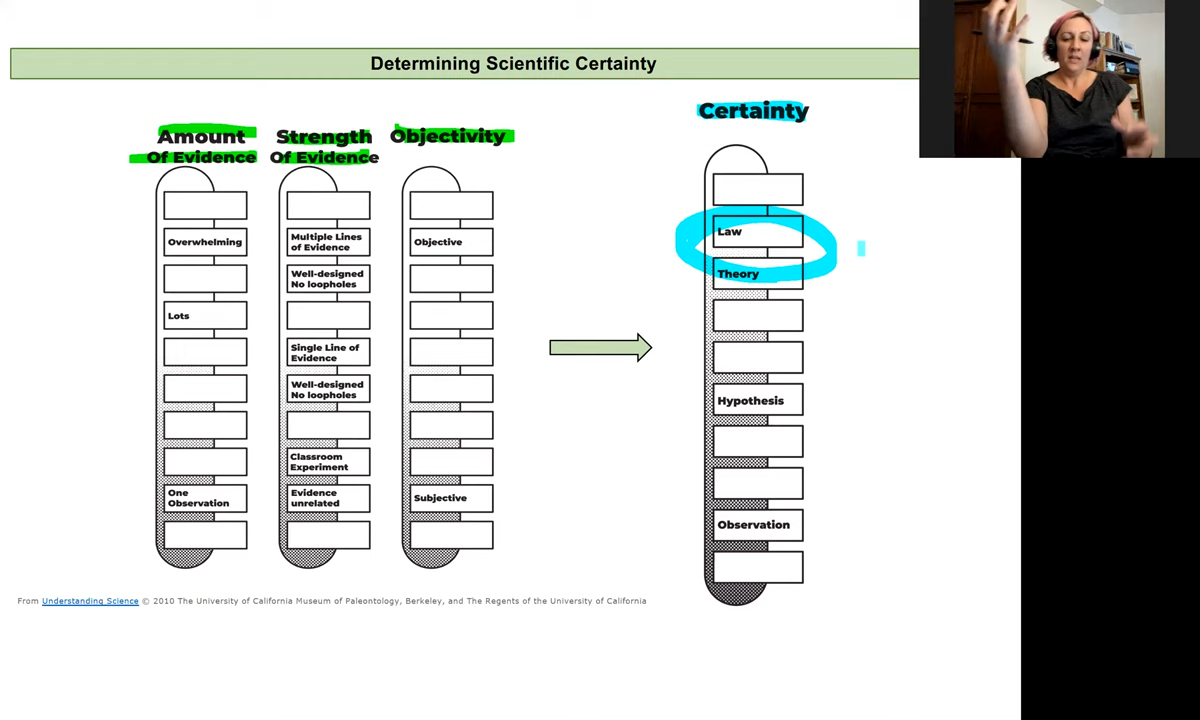 Determining Scientific Certainty
Amount
Of Evidence
Strength
Of Evidence
Objectivity
Certainty
Overwhelming
Lots
One
Observation
Multiple Lines
of Evidence
Well-designed
No loopholes
Single Line of
Evidence
Well-designed
No loopholes
Classroom
Experiment
Evidence
unrelated
Objective
Subjective
Law
Theory
Hypothesis
Observation
From Understanding Science © 2010 The University of California Museum of Paleontology, Berkeley, and The Regents of the University of California